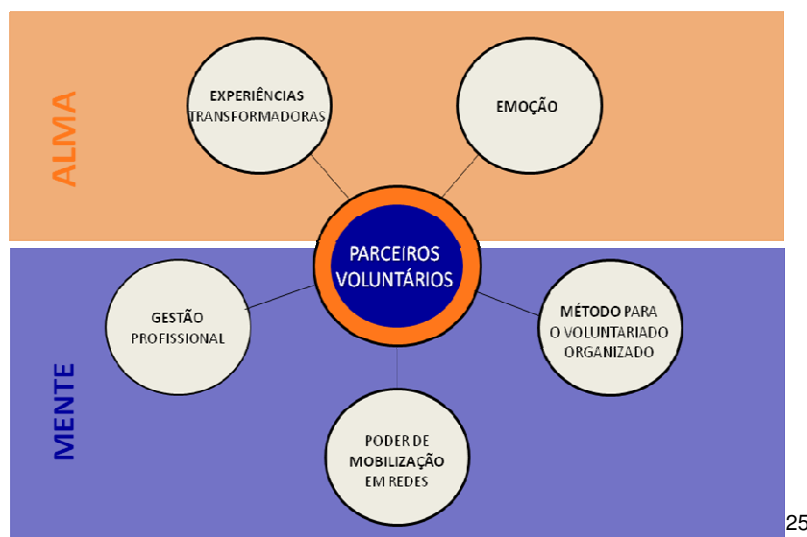 ALMA
EXPERIÊNCIAS
TRANSFORMADORAS
EMOÇÃO
PARCEIROS
VOLUNTÁRIOS
MENTE
GESTÃO
PROFISSIONAL
MÉTODO PARA
O VOLUNTARIADO
ORGANIZADO
PODER DE
MOBILIZAÇÃO
EM REDES
25